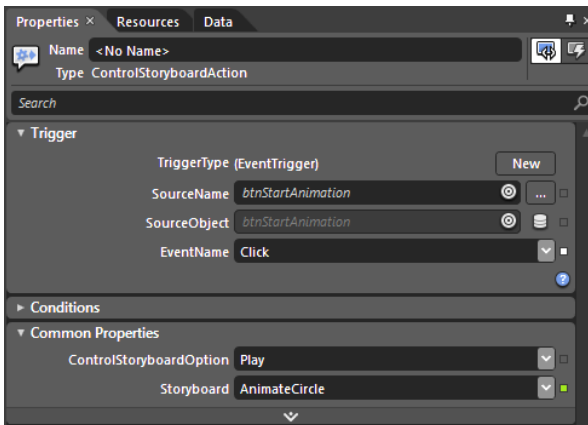 Properties × Resources Data
Name <No Name>
Type ControlStoryboardAction
Search
Trigger
TriggerType (EventTrigger) New
SourceName btnStartAnimation ...
SourceObject btnStartAnimation
EventName Click
?
Conditions
Common Properties
ControlStoryboardOption Play
Storyboard AnimateCircle